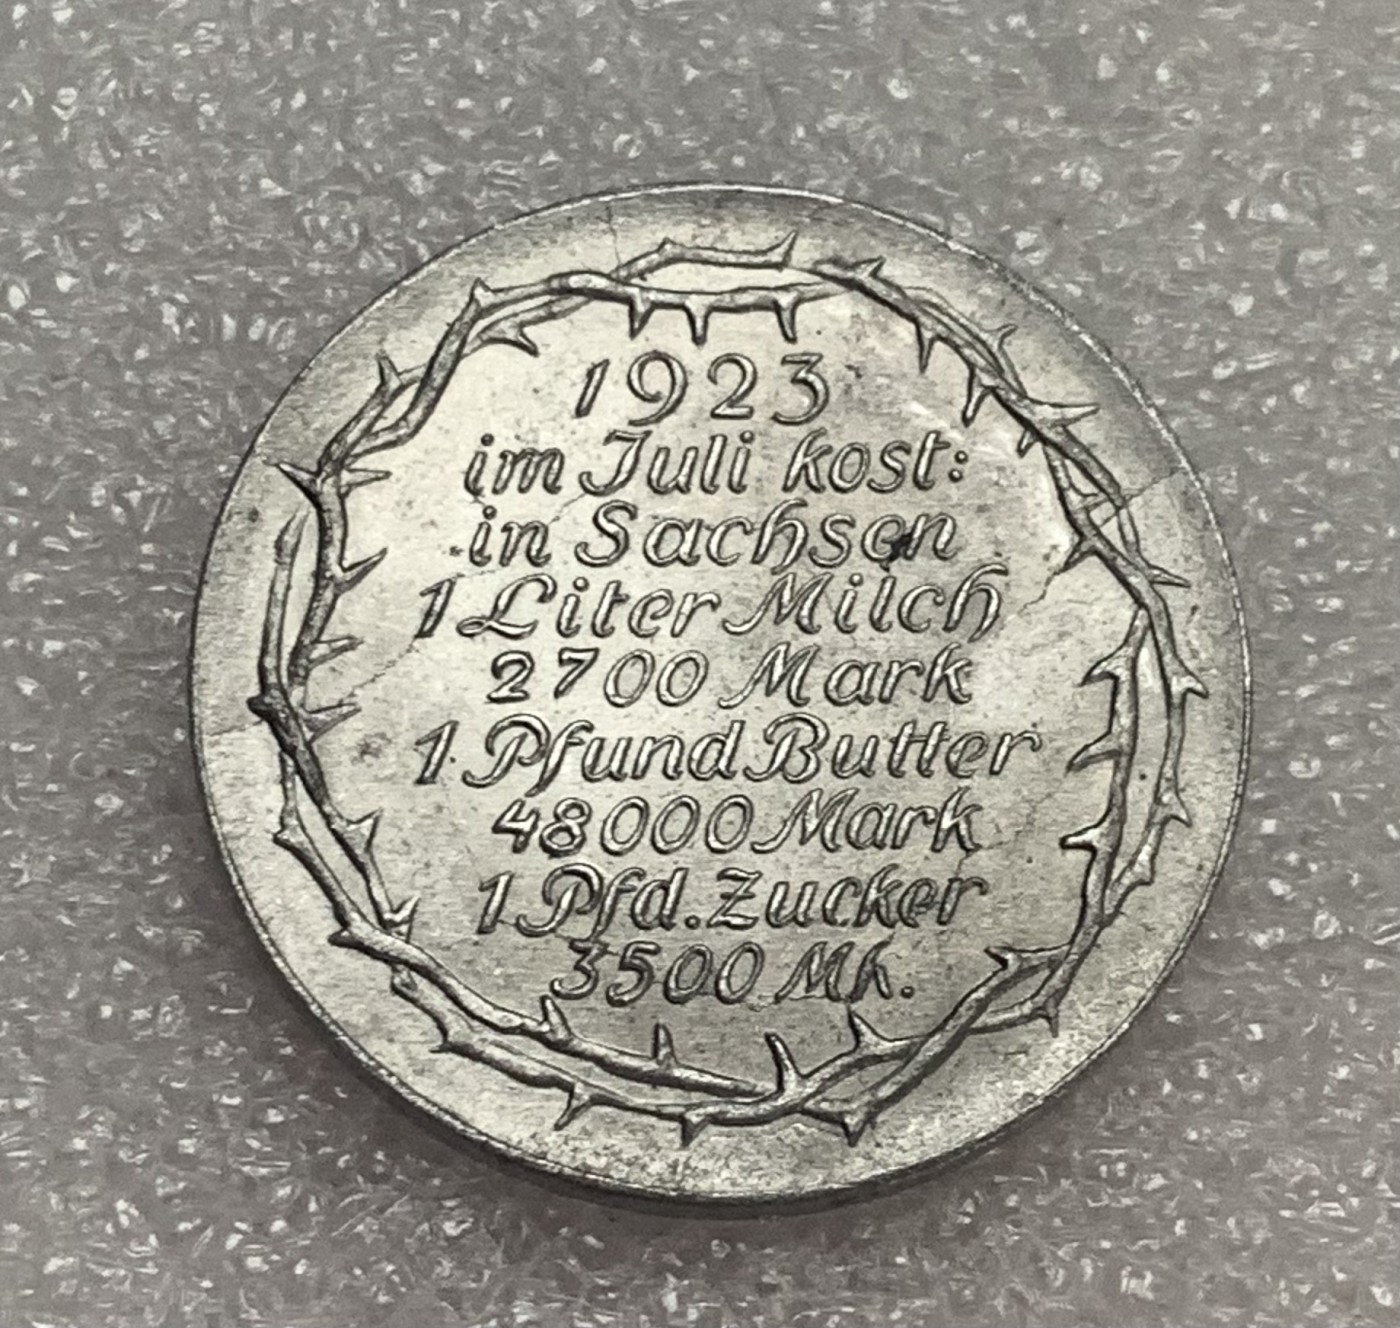 1923
im Juli kost:
in Sachsen
1 Liter Milch
2700 Mark
1 Pfund Butter
48000 Mark
1 Pfd. Zucker
3500 Mk.